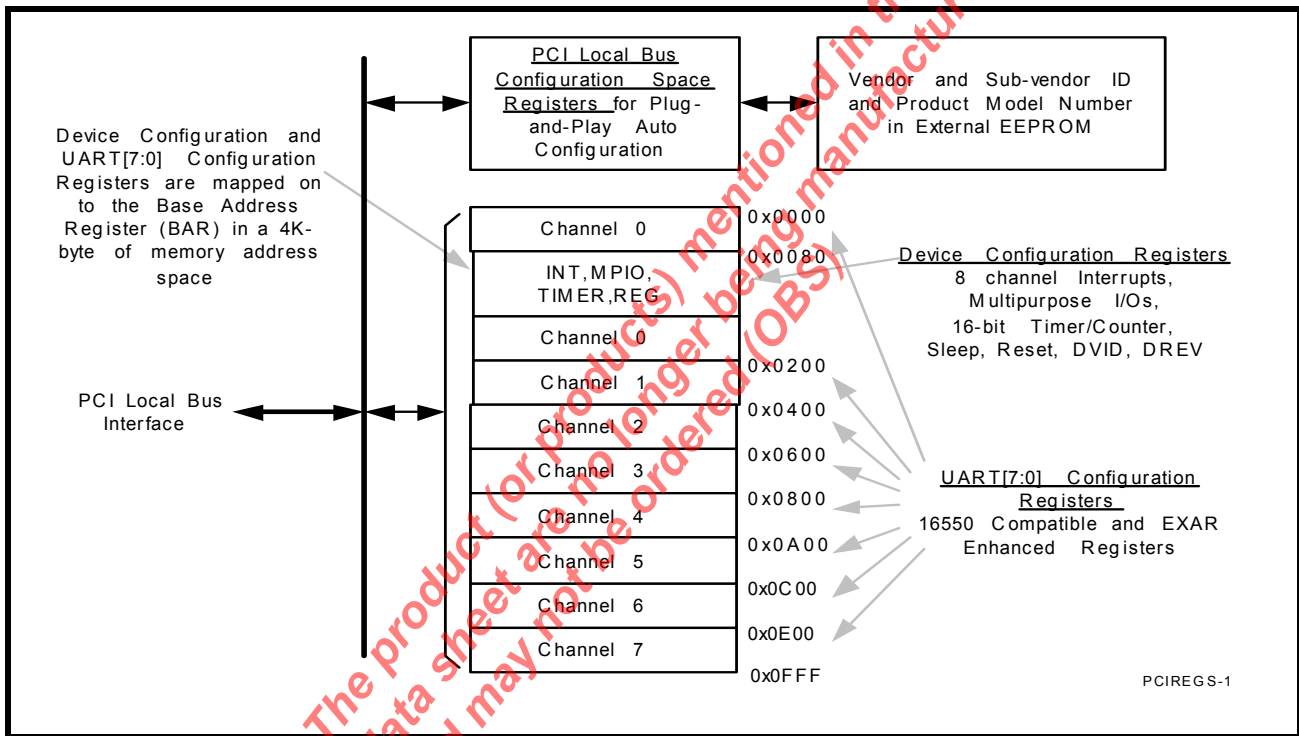 PCI Local Bus
Configuration Space
Registers for Plug-
and-Play Auto
Configuration
Vendor and Sub-vendor ID
and Product Model Number
in External EEPROM
Device Configuration and
UART[7:0] Configuration
Registers are mapped on
to the Base Address
Register (BAR) in a 4K-
byte of memory address
space
Channel 0
INT,MPIO,
TIMER,REG
Channel 0
Channel 1
Channel 2
Channel 3
Channel 4
Channel 5
Channel 6
Channel 7
0x0000
0x0080
0x0200
0x0400
0x0600
0x0800
0x0A00
0x0C00
0x0E00
0x0FFF
Device Configuration Registers
8 channel Interrupts,
Multipurpose I/Os,
16-bit Timer/Counter,
Sleep, Reset, DVID, DREV
PCI Local Bus
Interface
UART[7:0] Configuration
Registers
16550 Compatible and EXAR
Enhanced Registers
PCIREGS-1
The product (or products) mentioned in
data sheet are no longer being manufactu
may not be ordered (OBS)